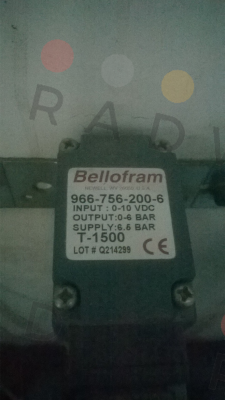 RADI
Bellofram
966-756-200-6
INPUT : 0-10 VDC
OUTPUT:0-6 BAR
SUPPLY:6.5 BAR
T-1500
LOT # Q214299
CE